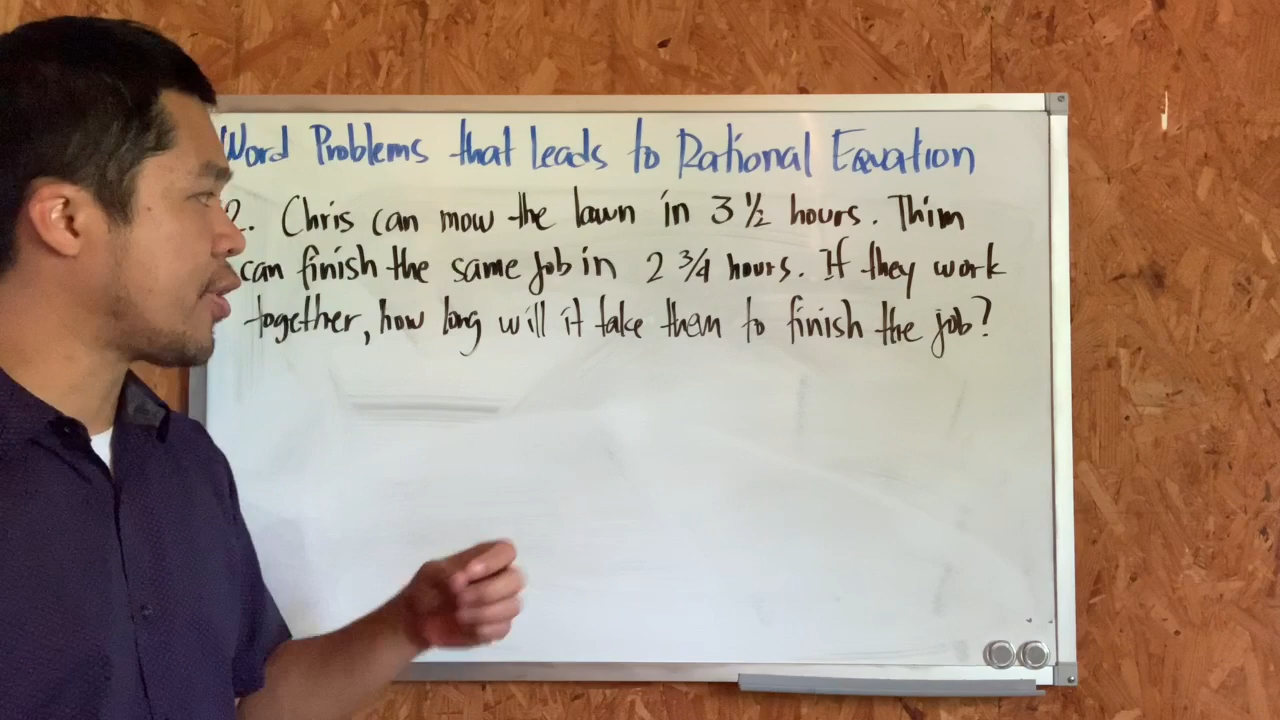 Word Problems that leads to Rational Equation
2. Chris can mow the lawn in 3 1/2 hours. Thim
can finish the same job in 2 3/4 hours. If they work
together, how long will it take them to finish the job?